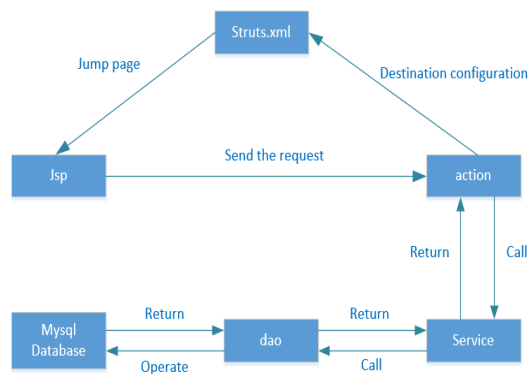 Struts.xml
Jump page
Destination configuration
Send the request
Jsp
action
Return
Call
Return
Return
Mysql
Database
dao
Service
Operate
Call